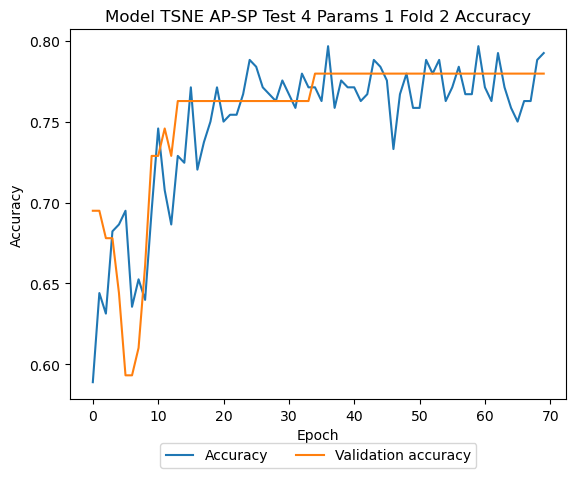 Model TSNE AP-SP Test 4 Params 1 Fold 2 Accuracy
0.80
0.75
0.70
0.65
0.60
Accuracy
0 10 20 30 40 50 60 70
Epoch
Accuracy Validation accuracy